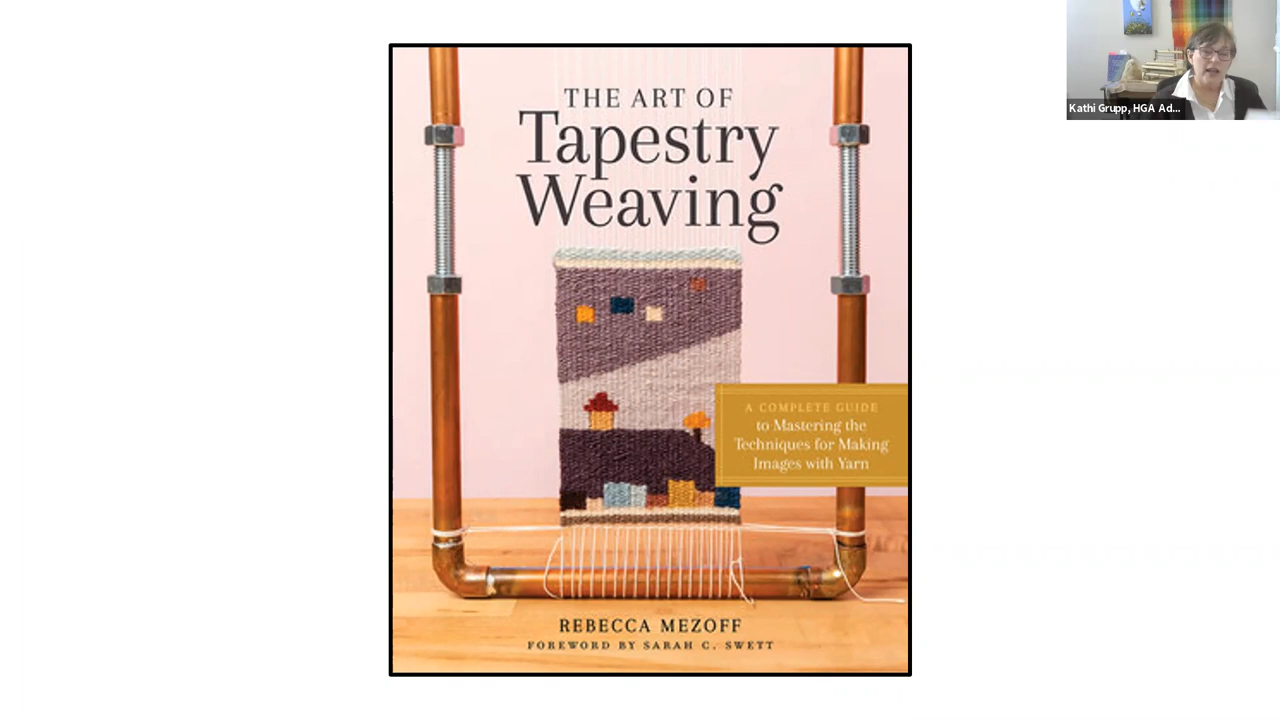 THE ART OF
Tapestry
Weaving
A COMPLETE GUIDE
to Mastering the
Techniques for Making
Images with Yarn
REBECCA MEZOFF
FOREWORD BY SARAH C. SWETT
Kathi Grupp, HGA Ad...